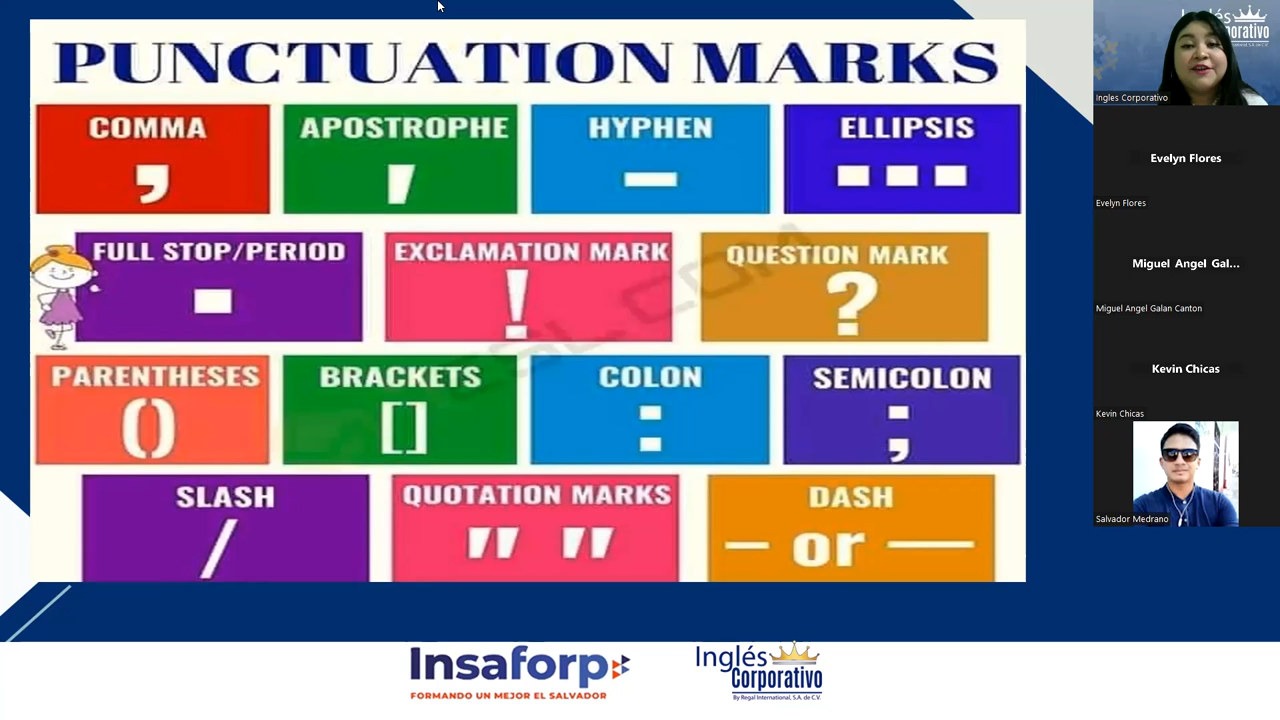 PUNCTUATION MARKS
COMMA
,
APOSTROPHE
'
HYPHEN
-
ELLIPSIS
...
FULL STOP/PERIOD
.
EXCLAMATION MARK
!
QUESTION MARK
?
PARENTHESES
()
BRACKETS
[]
COLON
:
SEMICOLON
;
SLASH
/
QUOTATION MARKS
" "
DASH
– or —
Insaforp
FORMANDO UN MEJOR EL SALVADOR
Inglés
Corporativo
By Regal International, S.A. de C.V.
Inglés
Ingles Corporativo
Evelyn Flores
Evelyn Flores
Miguel Angel Gal...
Miguel Angel Galan Canton
Kevin Chicas
Kevin Chicas
Salvador Medrano